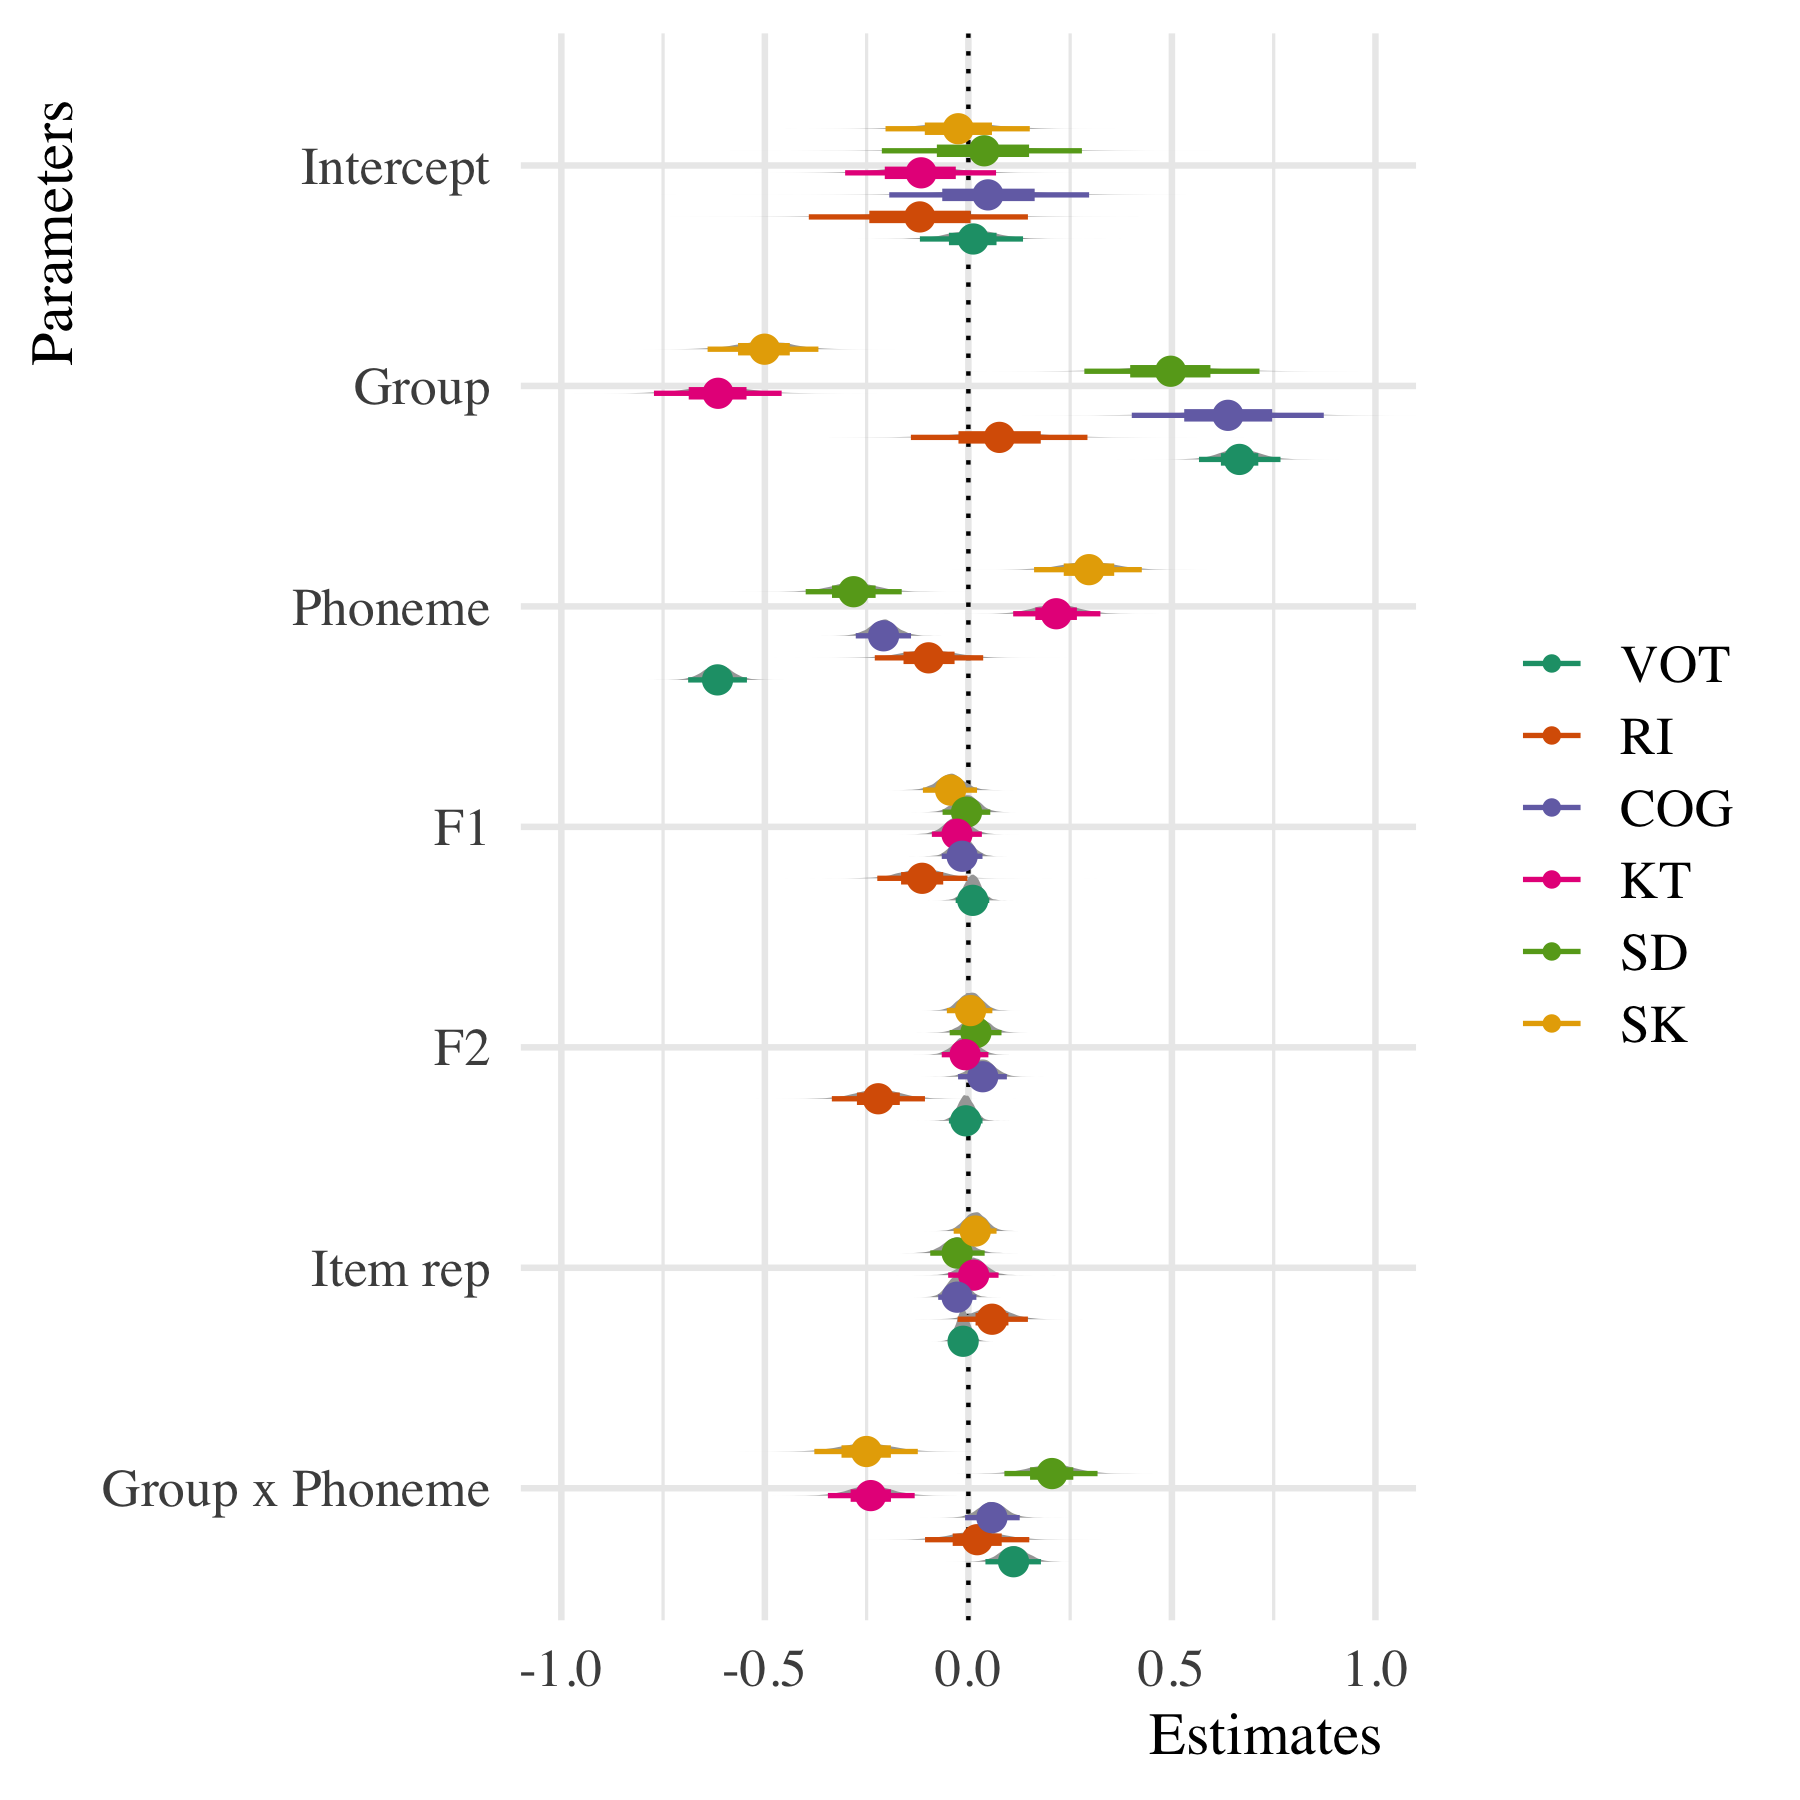 Parameters
Intercept
Group
Phoneme
F1
F2
Item rep
Group x Phoneme
-1.0
-0.5
0.0
0.5
1.0
Estimates
VOT
RI
COG
KT
SD
SK